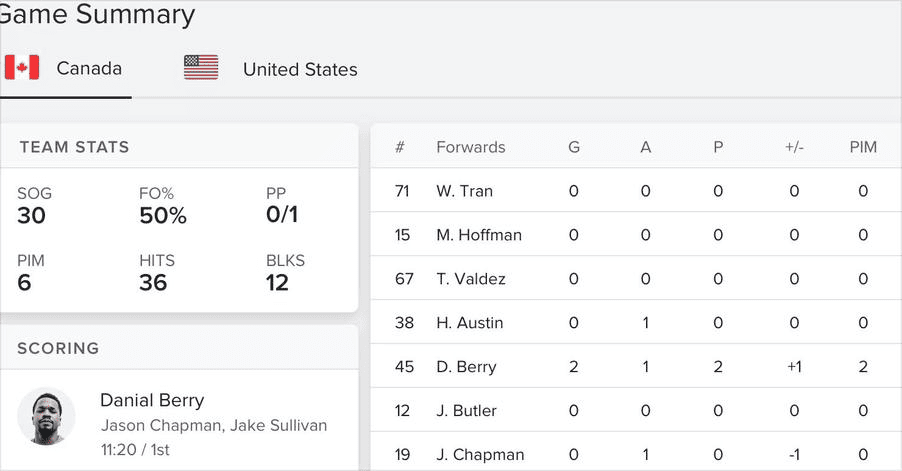 Game Summary
Canada
United States
TEAM STATS
SOG FO% PP
30 50% 0/1
PIM HITS BLKS
6 36 12
SCORING
Danial Berry
Jason Chapman, Jake Sullivan
11:20 / 1st
# Forwards G A P +/- PIM
71 W. Tran 0 0 0 0 0
15 M. Hoffman 0 0 0 0 0
67 T. Valdez 0 0 0 0 0
38 H. Austin 0 1 0 0 0
45 D. Berry 2 1 2 +1 2
12 J. Butler 0 0 0 0 0
19 J. Chapman 0 1 0 -1 0